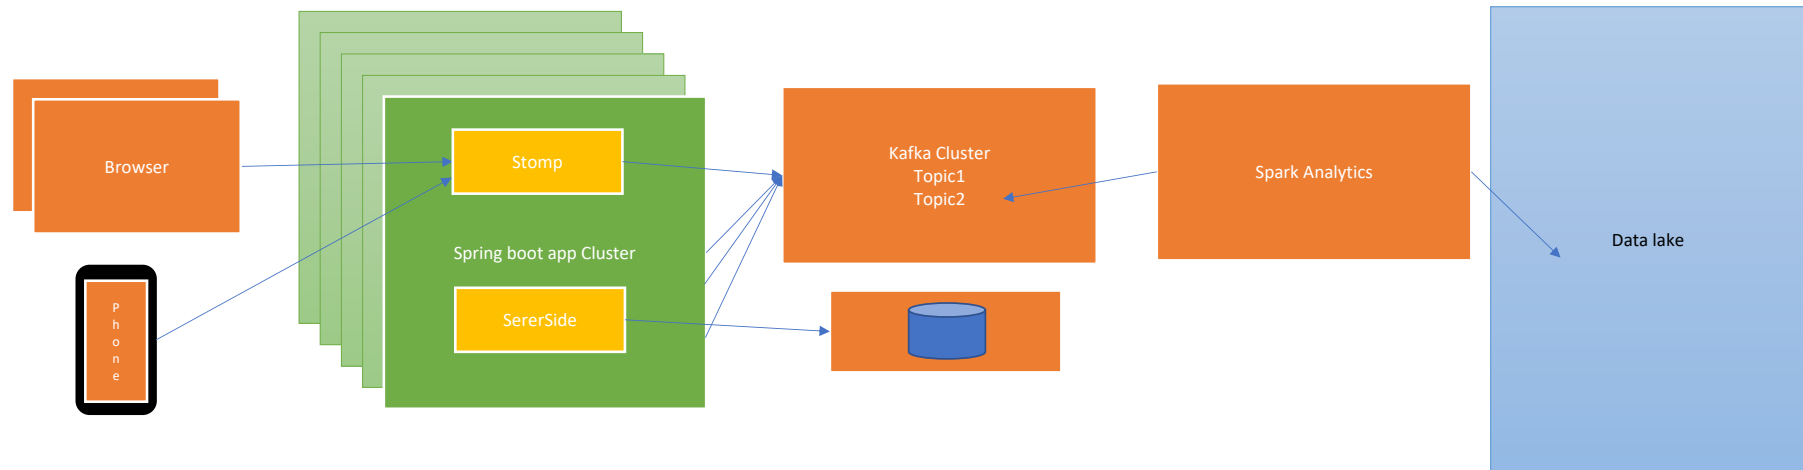 Browser
P
h
o
n
e
Stomp
Spring boot app Cluster
SererSide
Kafka Cluster
Topic1
Topic2
Spark Analytics
Data lake